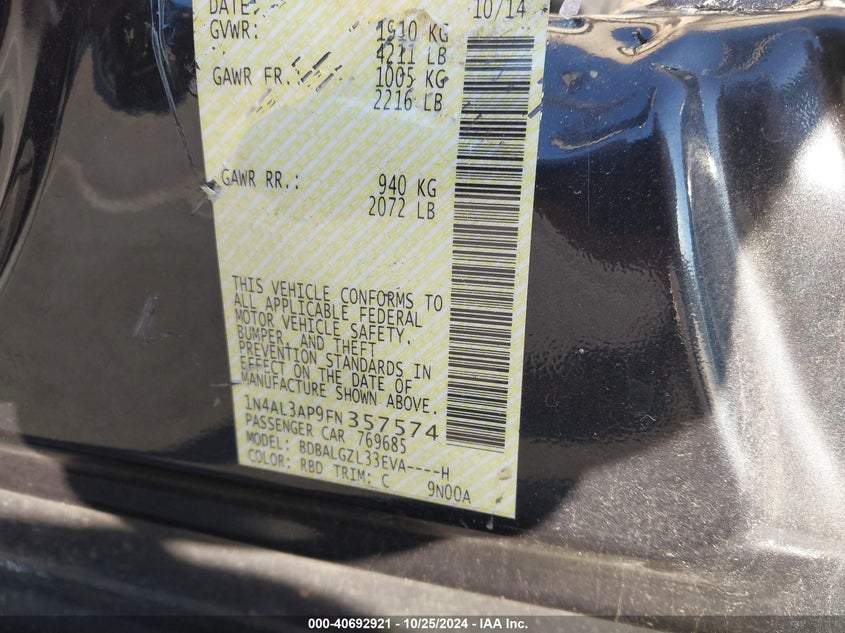 DATE: 10/14
GVWR: 1910 KG
4211 LB
GAWR FR.: 1005 KG
2216 LB
GAWR RR.: 940 KG
2072 LB
THIS VEHICLE CONFORMS TO
ALL APPLICABLE FEDERAL
MOTOR VEHICLE SAFETY,
BUMPER, AND THEFT
PREVENTION STANDARDS IN
EFFECT ON THE DATE OF
MANUFACTURE SHOWN ABOVE.
1N4AL3AP9FN357574
PASSENGER CAR 769685
MODEL: BDBALGZL33EVA----H
COLOR: RBD TRIM: C 9N00A
000-40692921 - 10/25/2024 - IAA Inc.